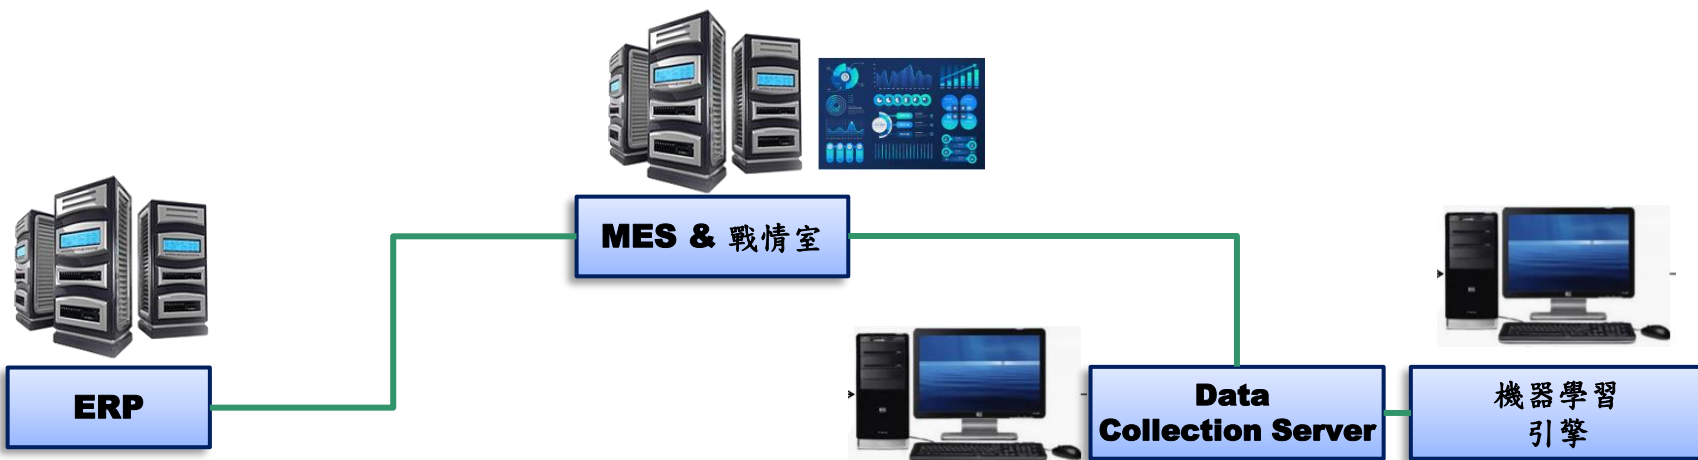 MES & 戰情室
ERP
Data
Collection Server
機器學習
引擎